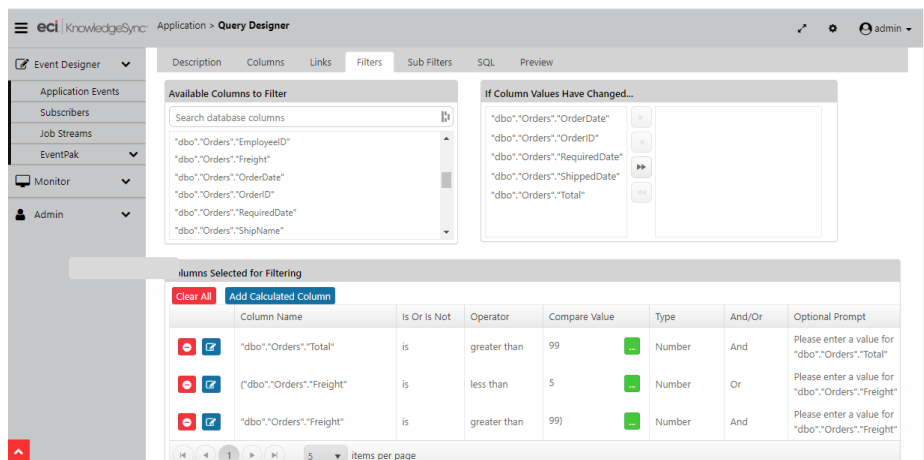 eci KnowledgeSync
Application > Query Designer
admin
Event Designer
Application Events
Subscribers
Job Streams
EventPak
Monitor
Admin
Description Columns Links Filters Sub Filters SQL Preview
Available Columns to Filter
Search database columns
"dbo"."Orders"."EmployeeID"
"dbo"."Orders"."Freight"
"dbo"."Orders"."OrderDate"
"dbo"."Orders"."OrderID"
"dbo"."Orders"."RequiredDate"
"dbo"."Orders"."ShipName"
If Column Values Have Changed...
"dbo"."Orders"."OrderDate"
"dbo"."Orders"."OrderID"
"dbo"."Orders"."RequiredDate"
"dbo"."Orders"."ShippedDate"
"dbo"."Orders"."Total"
lumns Selected for Filtering
Clear All Add Calculated Column
Column Name Is Or Is Not Operator Compare Value Type And/Or Optional Prompt
"dbo"."Orders"."Total" is greater than 99 ... Number And Please enter a value for
"dbo"."Orders"."Total"
("dbo"."Orders"."Freight" is less than 5 ... Number Or Please enter a value for
"dbo"."Orders"."Freight"
"dbo"."Orders"."Freight" is greater than 99) ... Number And Please enter a value for
"dbo"."Orders"."Freight"
1 5 items per page